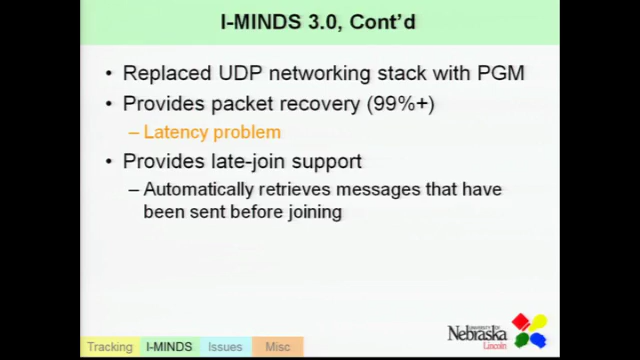 I-MINDS 3.0, Cont'd
• Replaced UDP networking stack with PGM
• Provides packet recovery (99%+)
– Latency problem
• Provides late-join support
– Automatically retrieves messages that have
been sent before joining
UNIVERSITY OF
Nebraska
Lincoln
Tracking I-MINDS Issues Misc